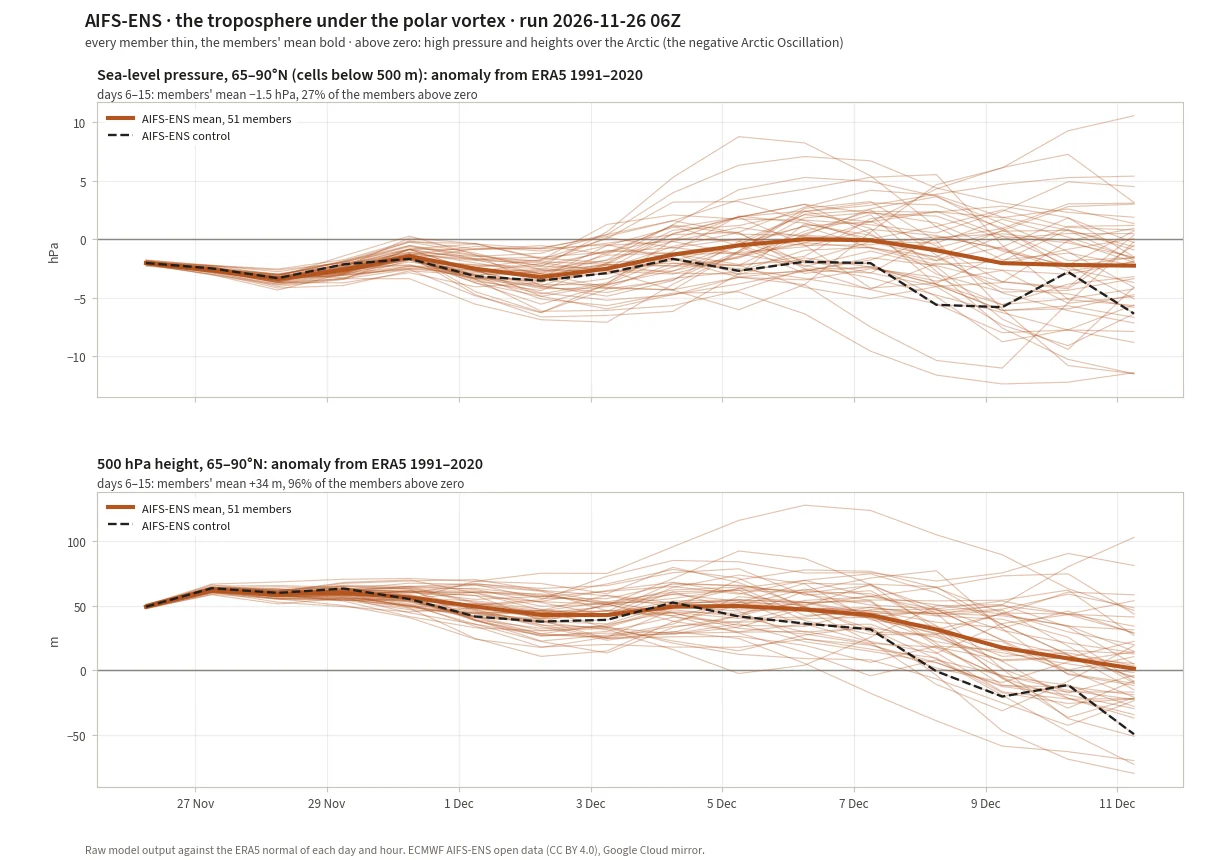 AIFS-ENS · the troposphere under the polar vortex · run 2026-11-26 06Z
every member thin, the members' mean bold · above zero: high pressure and heights over the Arctic (the negative Arctic Oscillation)
Sea-level pressure, 65–90°N (cells below 500 m): anomaly from ERA5 1991–2020
days 6–15: members' mean −1.5 hPa, 27% of the members above zero
AIFS-ENS mean, 51 members
AIFS-ENS control
10
5
0
−5
−10
hPa
500 hPa height, 65–90°N: anomaly from ERA5 1991–2020
days 6–15: members' mean +34 m, 96% of the members above zero
AIFS-ENS mean, 51 members
AIFS-ENS control
100
50
0
−50
m
27 Nov
29 Nov
1 Dec
3 Dec
5 Dec
7 Dec
9 Dec
11 Dec
Raw model output against the ERA5 normal of each day and hour. ECMWF AIFS-ENS open data (CC BY 4.0), Google Cloud mirror.